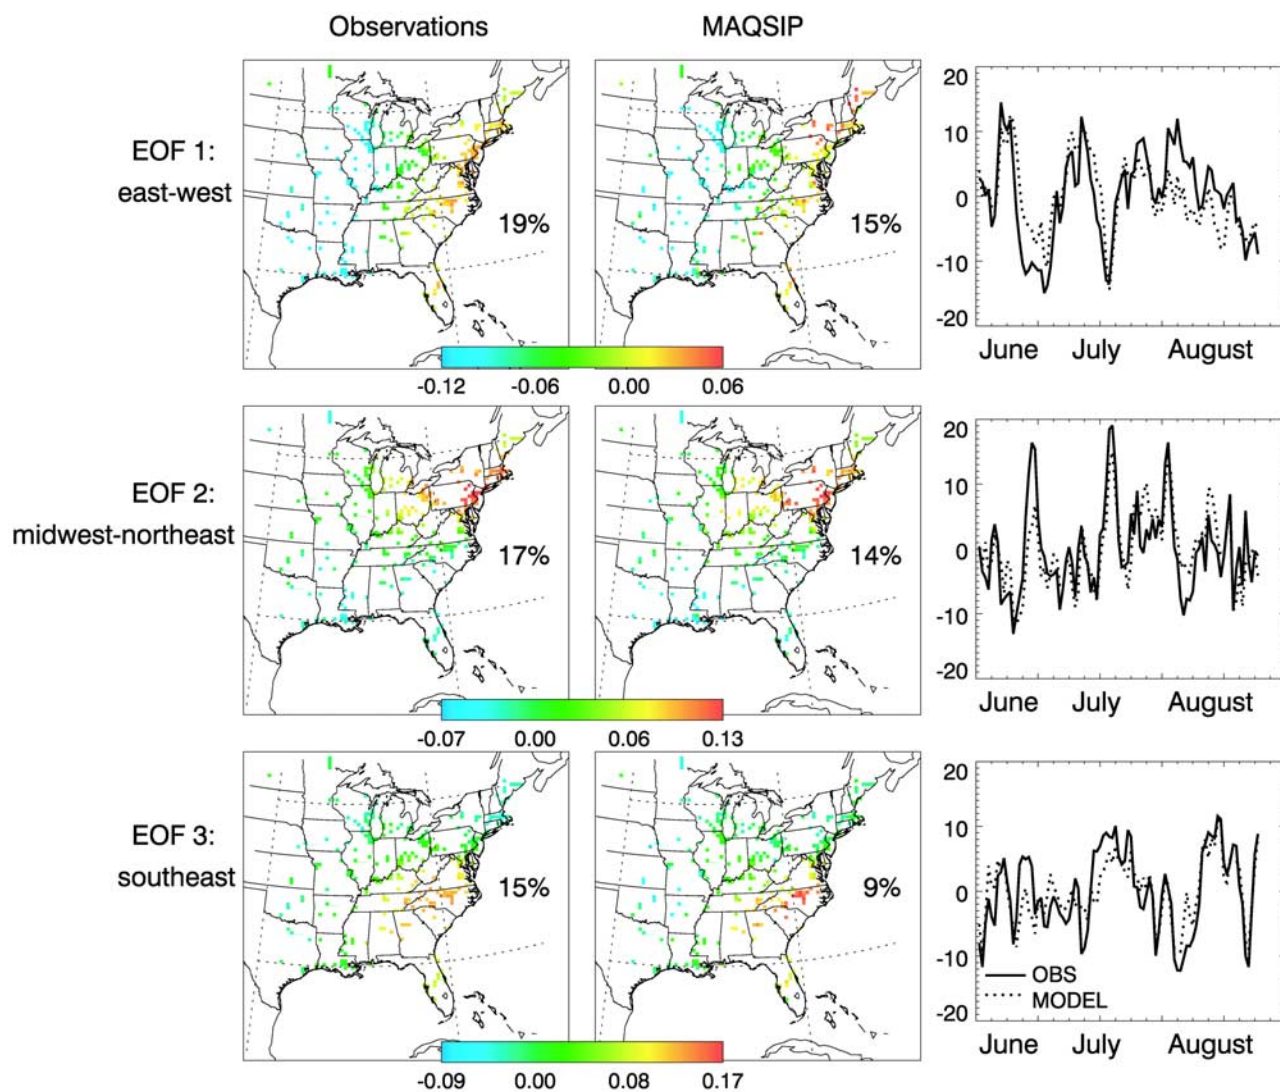 Observations
MAQSIP
EOF 1:
east-west
19%
15%
-0.12 -0.06 0.00 0.06
20
10
0
-10
-20
June July August
EOF 2:
midwest-northeast
17%
14%
-0.07 0.00 0.06 0.13
20
10
0
-10
-20
June July August
EOF 3:
southeast
15%
9%
-0.09 0.00 0.08 0.17
20
10
0
-10
-20
OBS
MODEL
June July August